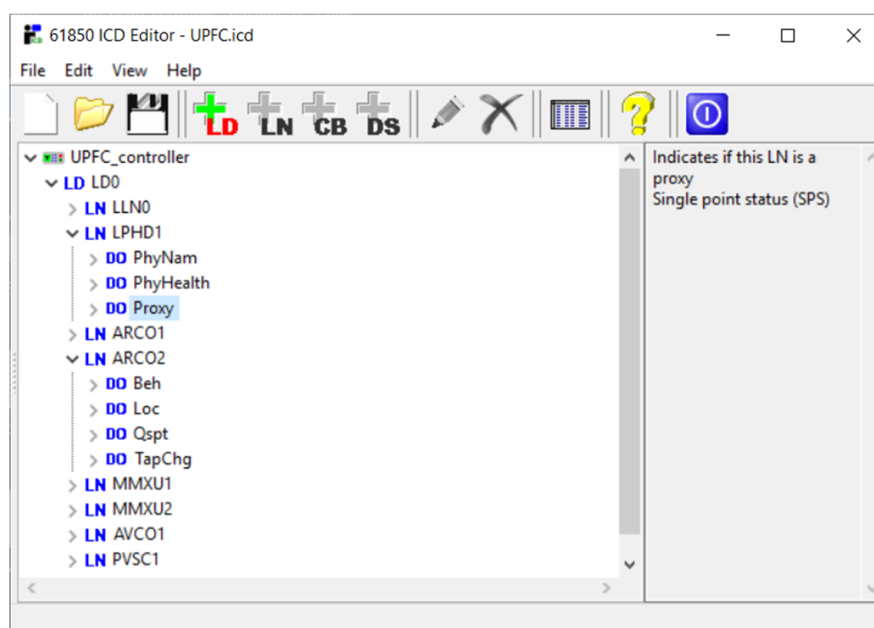 61850 ICD Editor - UPFC.icd
File Edit View Help
LD LN CB DS
UPFC_controller
LD LD0
LN LLN0
LN LPHD1
DO PhyNam
DO PhyHealth
DO Proxy
LN ARCO1
LN ARCO2
DO Beh
DO Loc
DO Qspt
DO TapChg
LN MMXU1
LN MMXU2
LN AVCO1
LN PVSC1
Indicates if this LN is a
proxy
Single point status (SPS)